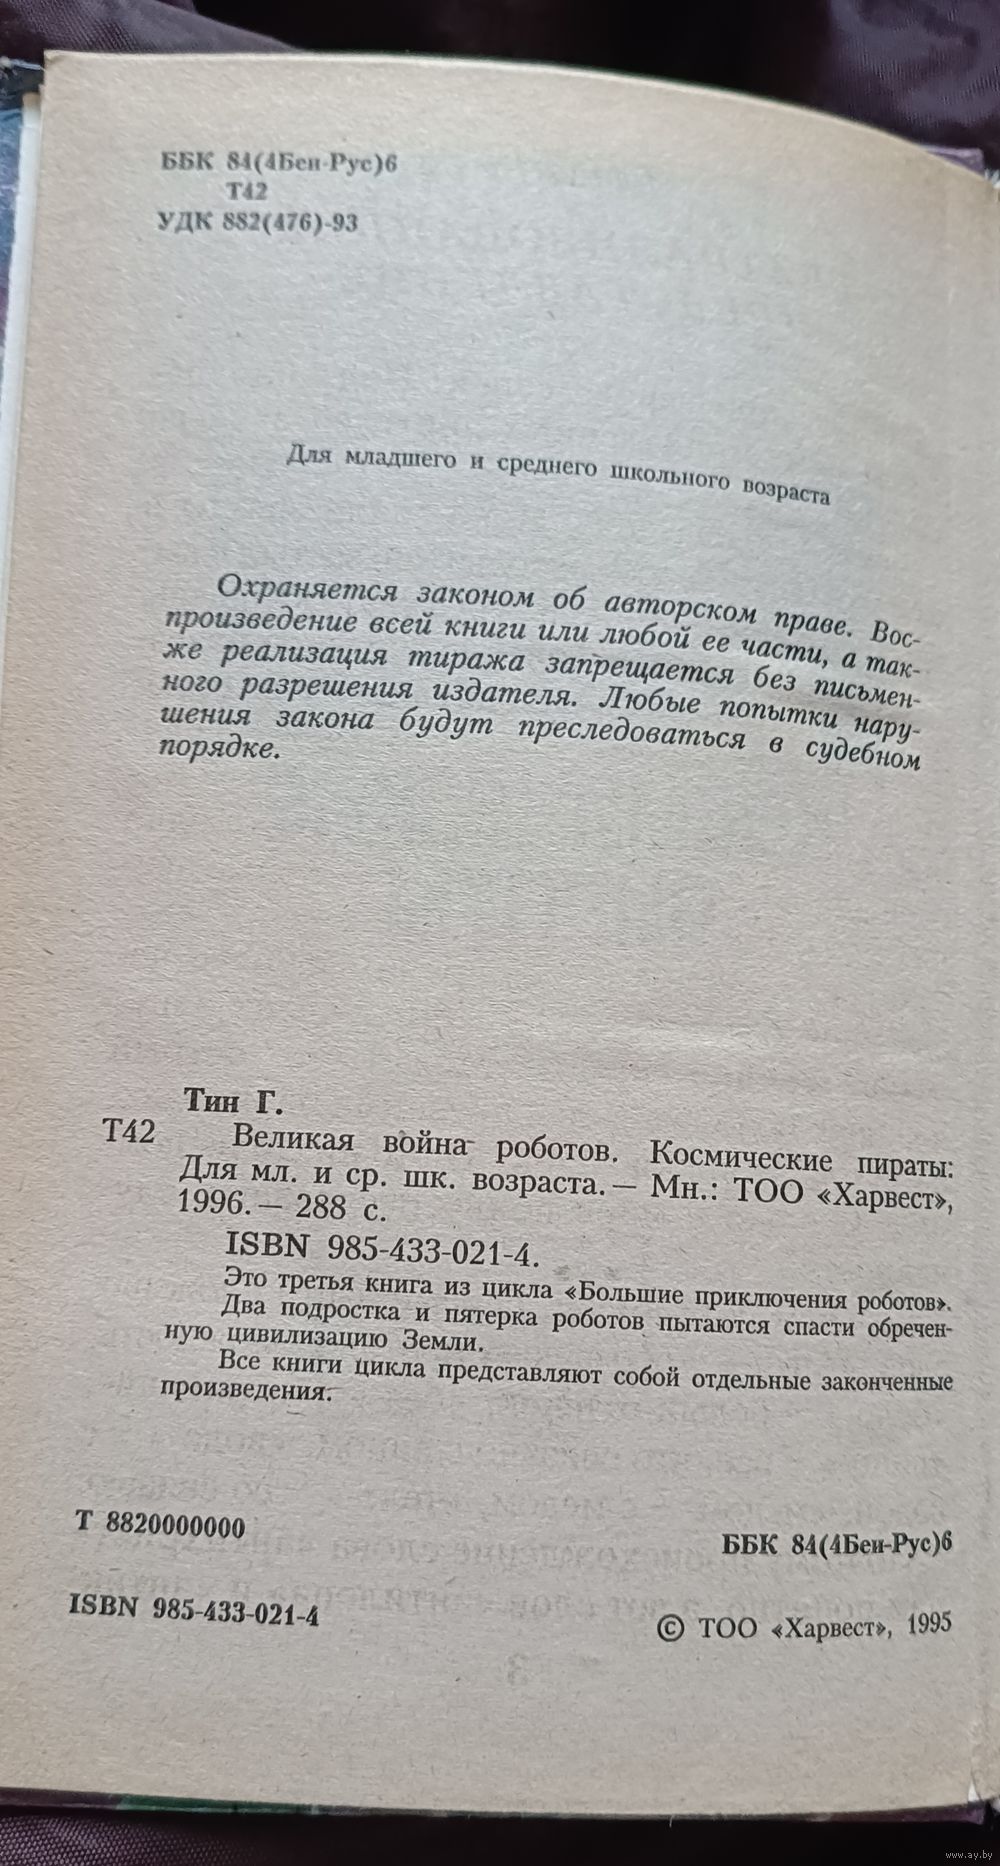 ББК 84(4Беи-Рус)6
Т42
УДК 882(476)-93
Для младшего и среднего школьного возраста
Охраняется законом об авторском праве. Вос-
произведение всей книги или любой ее части, а так-
же реализация тиража запрещается без письмен-
ного разрешения издателя. Любые попытки нару-
шения закона будут преследоваться в судебном
порядке.
Тин Г.
Т42 Великая война роботов. Космические пираты:
Для мл. и ср. шк. возраста. — Мн.: ТОО «Харвест»,
1996. — 288 с.
ISBN 985-433-021-4.
Это третья книга из цикла «Большие приключения роботов».
Два подростка и пятерка роботов пытаются спасти обречен-
ную цивилизацию Земли.
Все книги цикла представляют собой отдельные законченные
произведения.
Т 8820000000
ББК 84(4Беи-Рус)6
ISBN 985-433-021-4
© ТОО «Харвест», 1995
www.ay.by